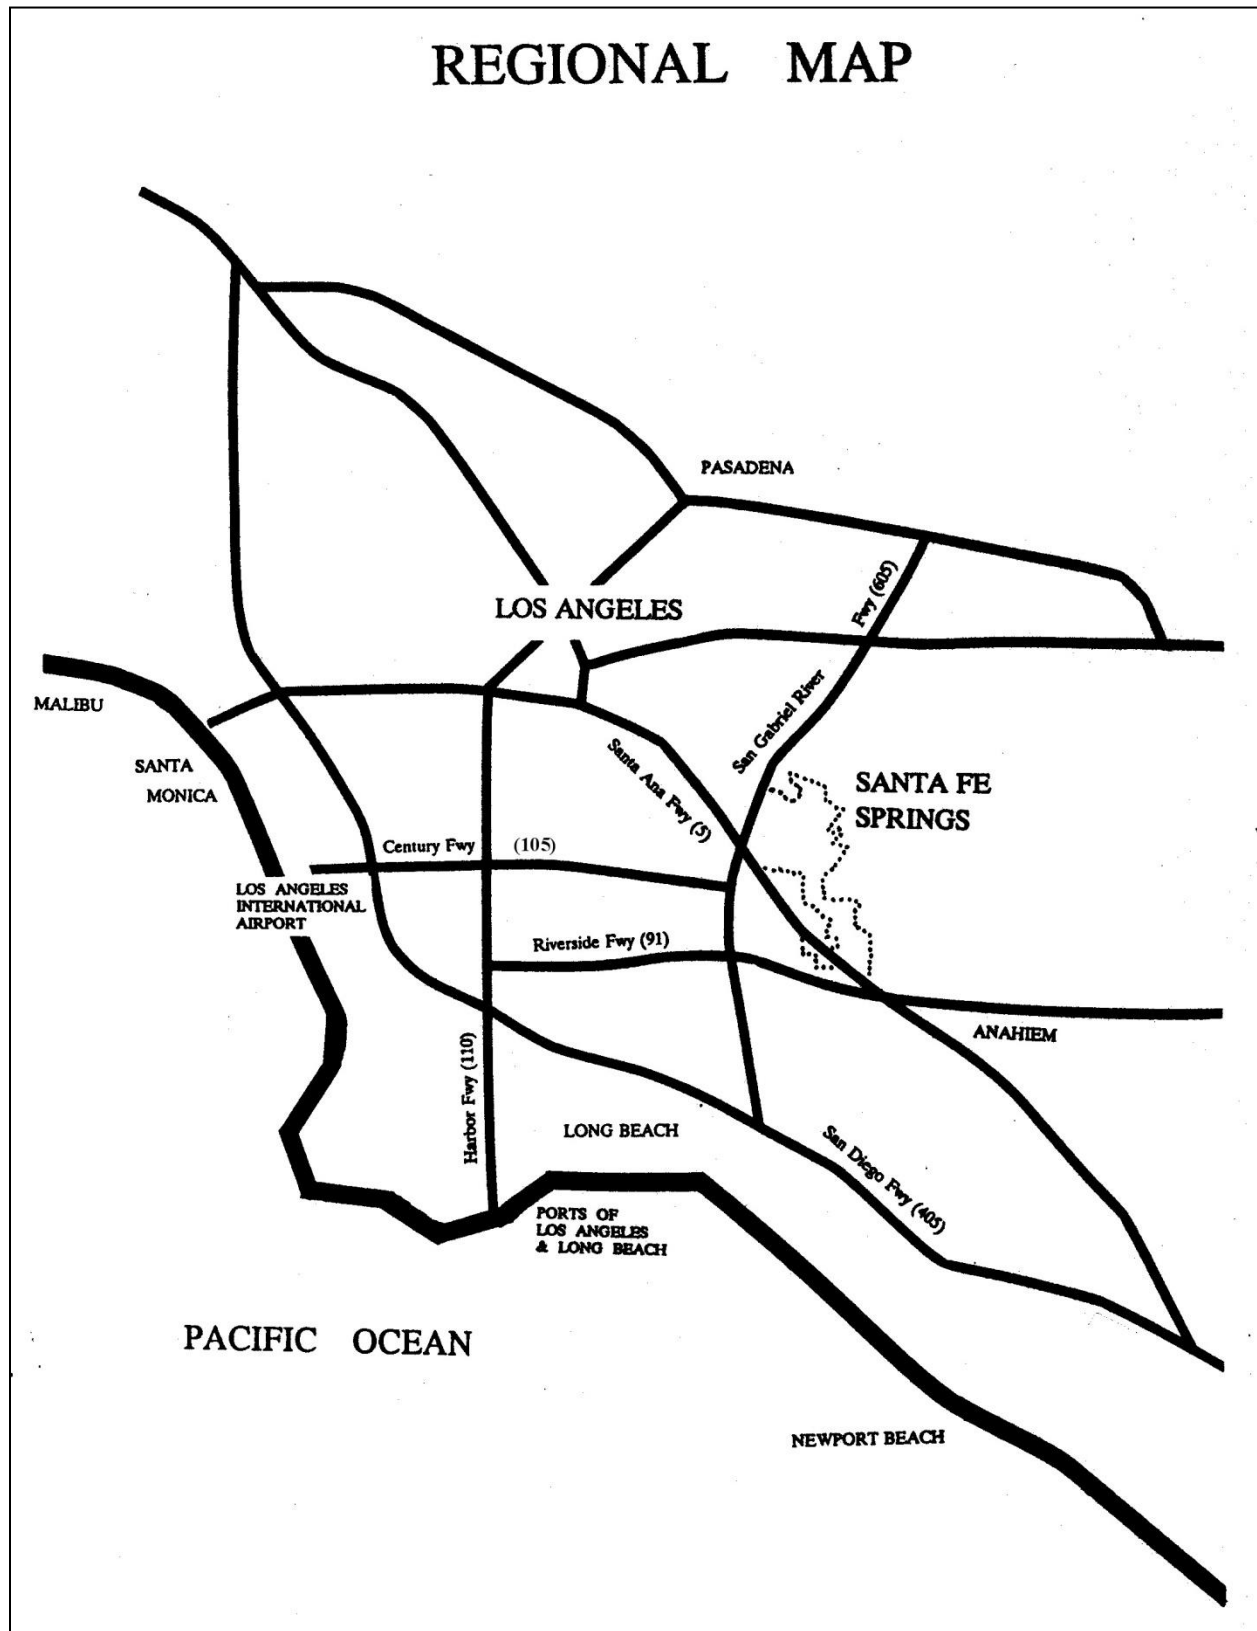 REGIONAL MAP
PASADENA
Fwy (605)
LOS ANGELES
San Gabriel River
MALIBU
SANTA
MONICA
Santa Ana Fwy (5)
SANTA FE
SPRINGS
Century Fwy (105)
LOS ANGELES
INTERNATIONAL
AIRPORT
Riverside Fwy (91)
ANAHIEM
Harbor Fwy (110)
LONG BEACH
San Diego Fwy (405)
PORTS OF
LOS ANGELES
& LONG BEACH
PACIFIC OCEAN
NEWPORT BEACH